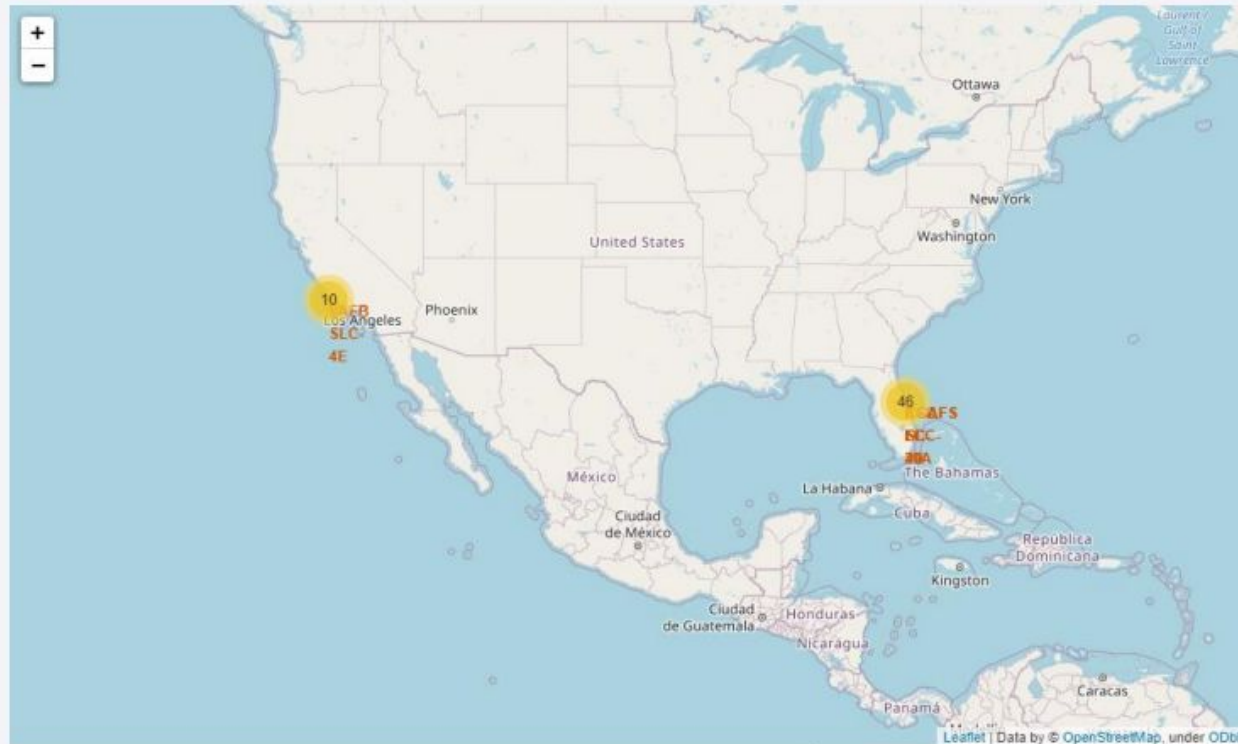 +
−
Laurent /
Gulf of
Saint
Lawrence
Ottawa
New York
Washington
United States
10
Los Angeles
SLC-
4E
Phoenix
46
The Bahamas
México
La Habana
Cuba
Ciudad
de México
República
Dominicana
Kingston
Ciudad
de Guatemala
Honduras
Nicaragua
Caracas
Panamá
Leaflet | Data by © OpenStreetMap, under ODbL